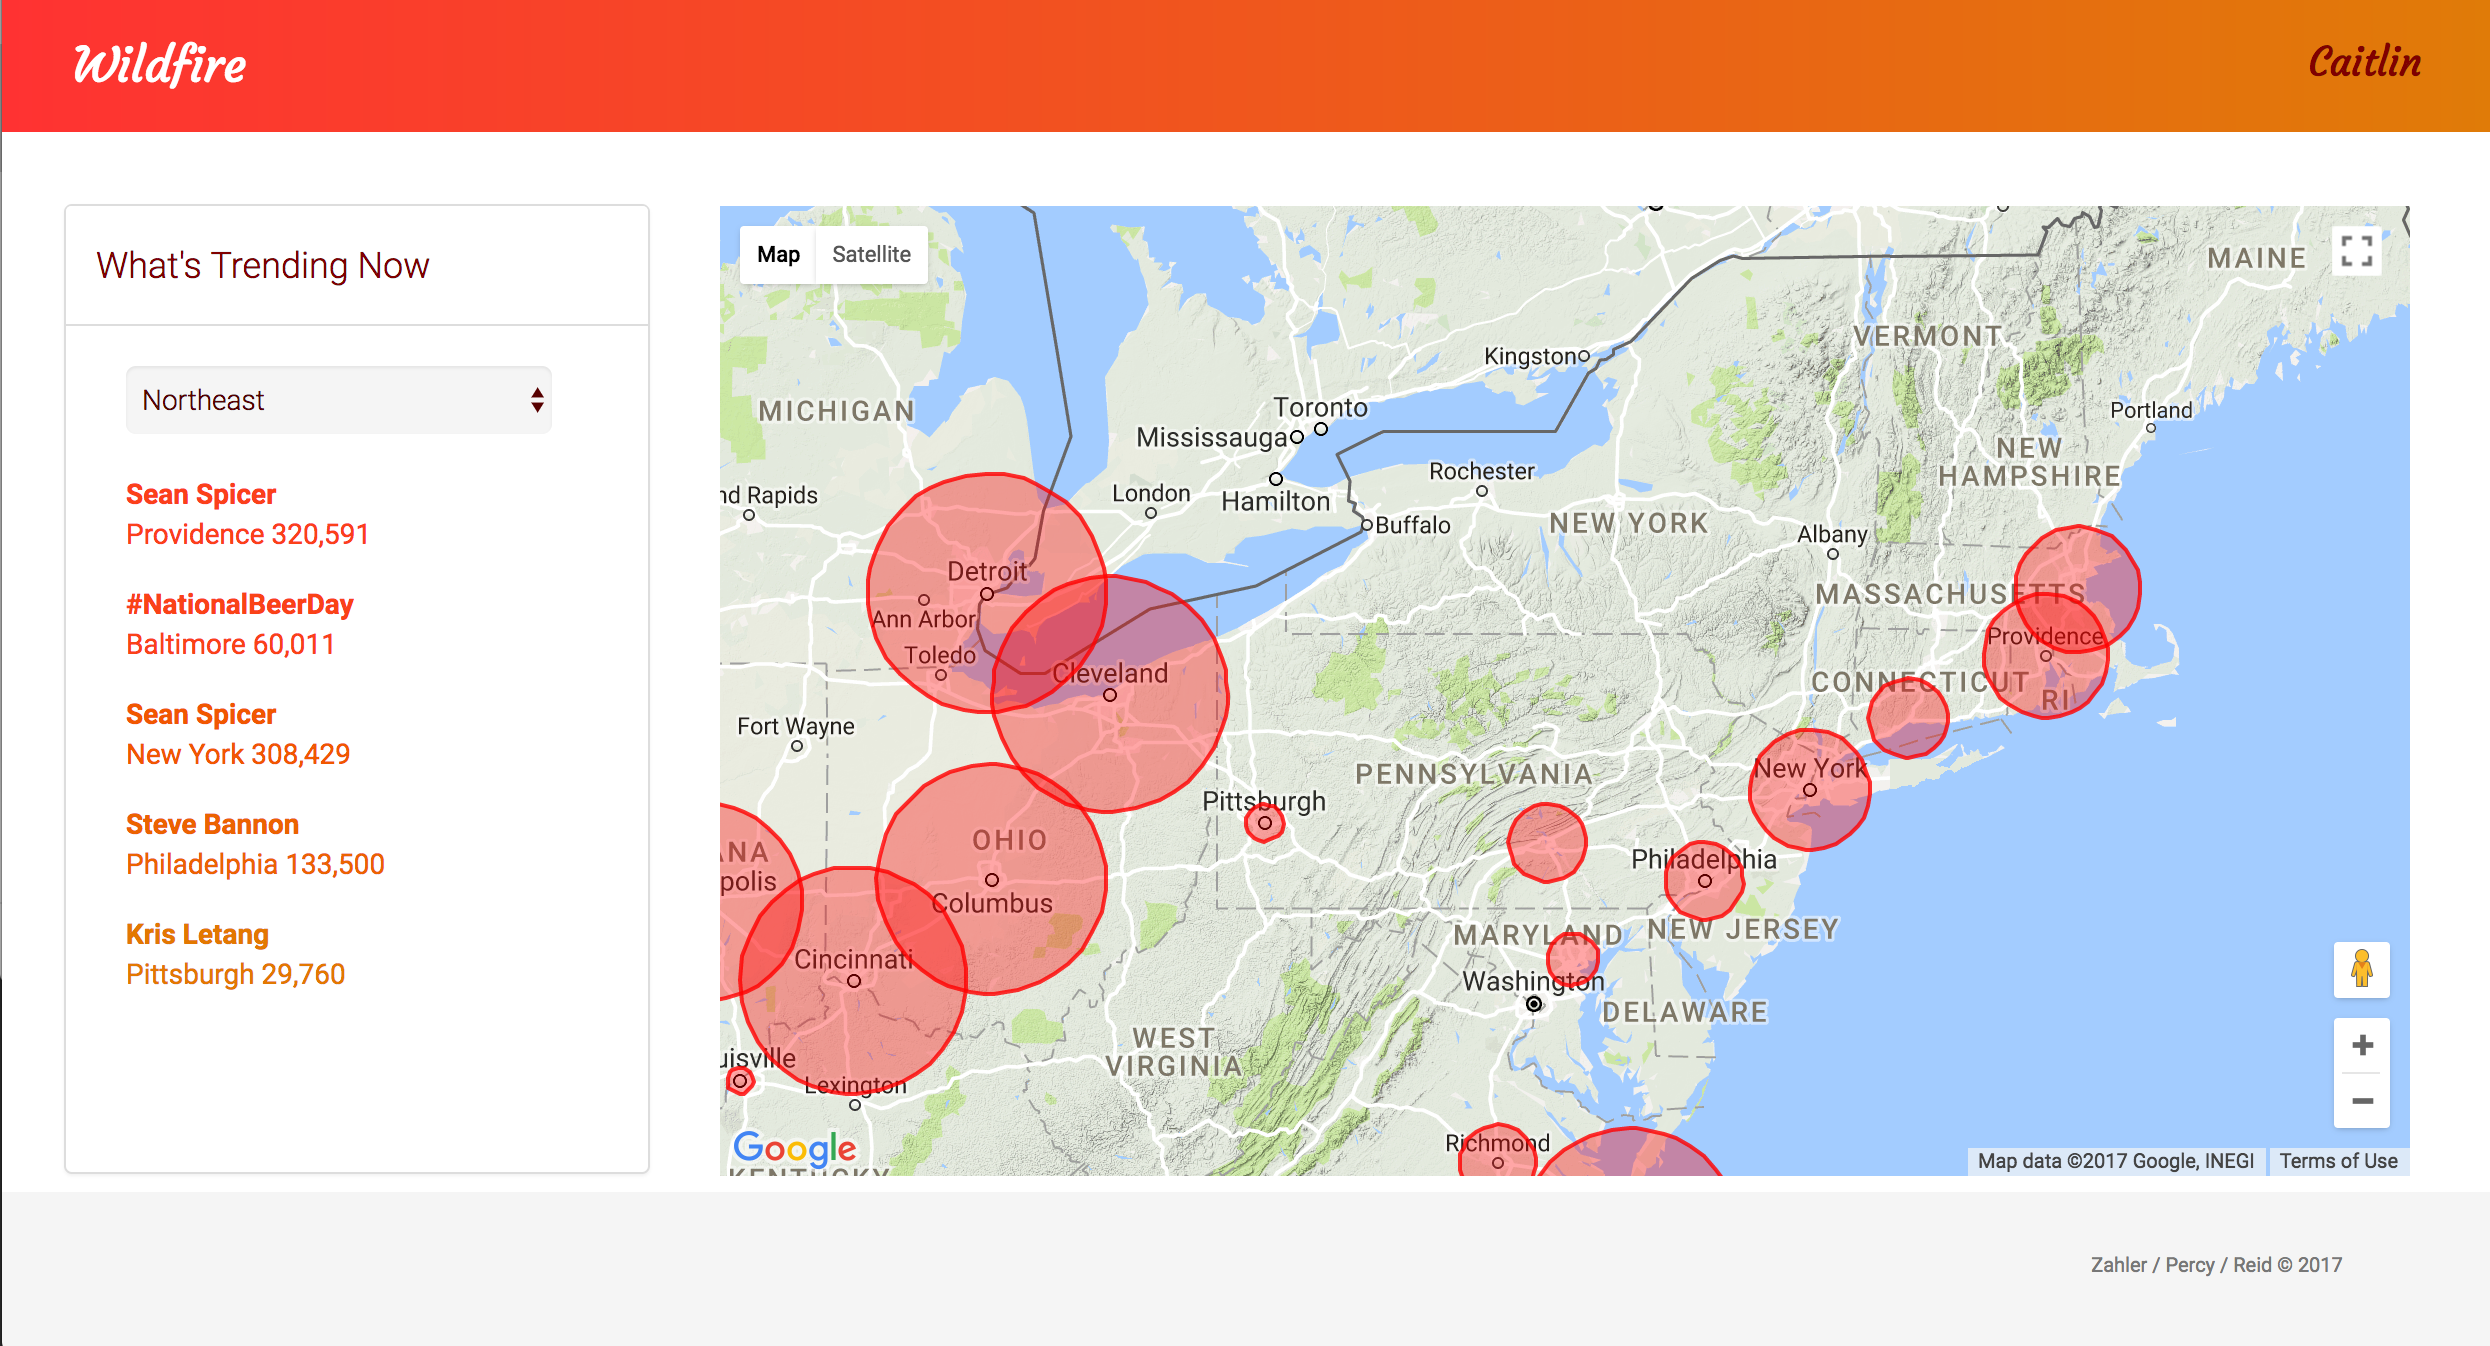 Wildfire
Caitlin
What's Trending Now
Northeast
Sean Spicer
Providence 320,591
#NationalBeerDay
Baltimore 60,011
Sean Spicer
New York 308,429
Steve Bannon
Philadelphia 133,500
Kris Letang
Pittsburgh 29,760
Map
Satellite
MAINE
VERMONT
Kingston
MICHIGAN
Toronto
Portland
Mississauga
NEW
HAMPSHIRE
Rochester
nd Rapids
London
Hamilton
NEW YORK
Buffalo
Albany
Detroit
MASSACHUSETTS
Ann Arbor
Providence
Toledo
Cleveland
CONNECTICUT
RI
Fort Wayne
New York
PENNSYLVANIA
Pittsburgh
OHIO
ANA
Philadelphia
polis
Columbus
NEW JERSEY
MARYLAND
Cincinnati
Washington
DELAWARE
WEST
VIRGINIA
uisville
Lexington
Richmond
Google
KENTUCKY
Map data ©2017 Google, INEGI
Terms of Use
Zahler / Percy / Reid © 2017